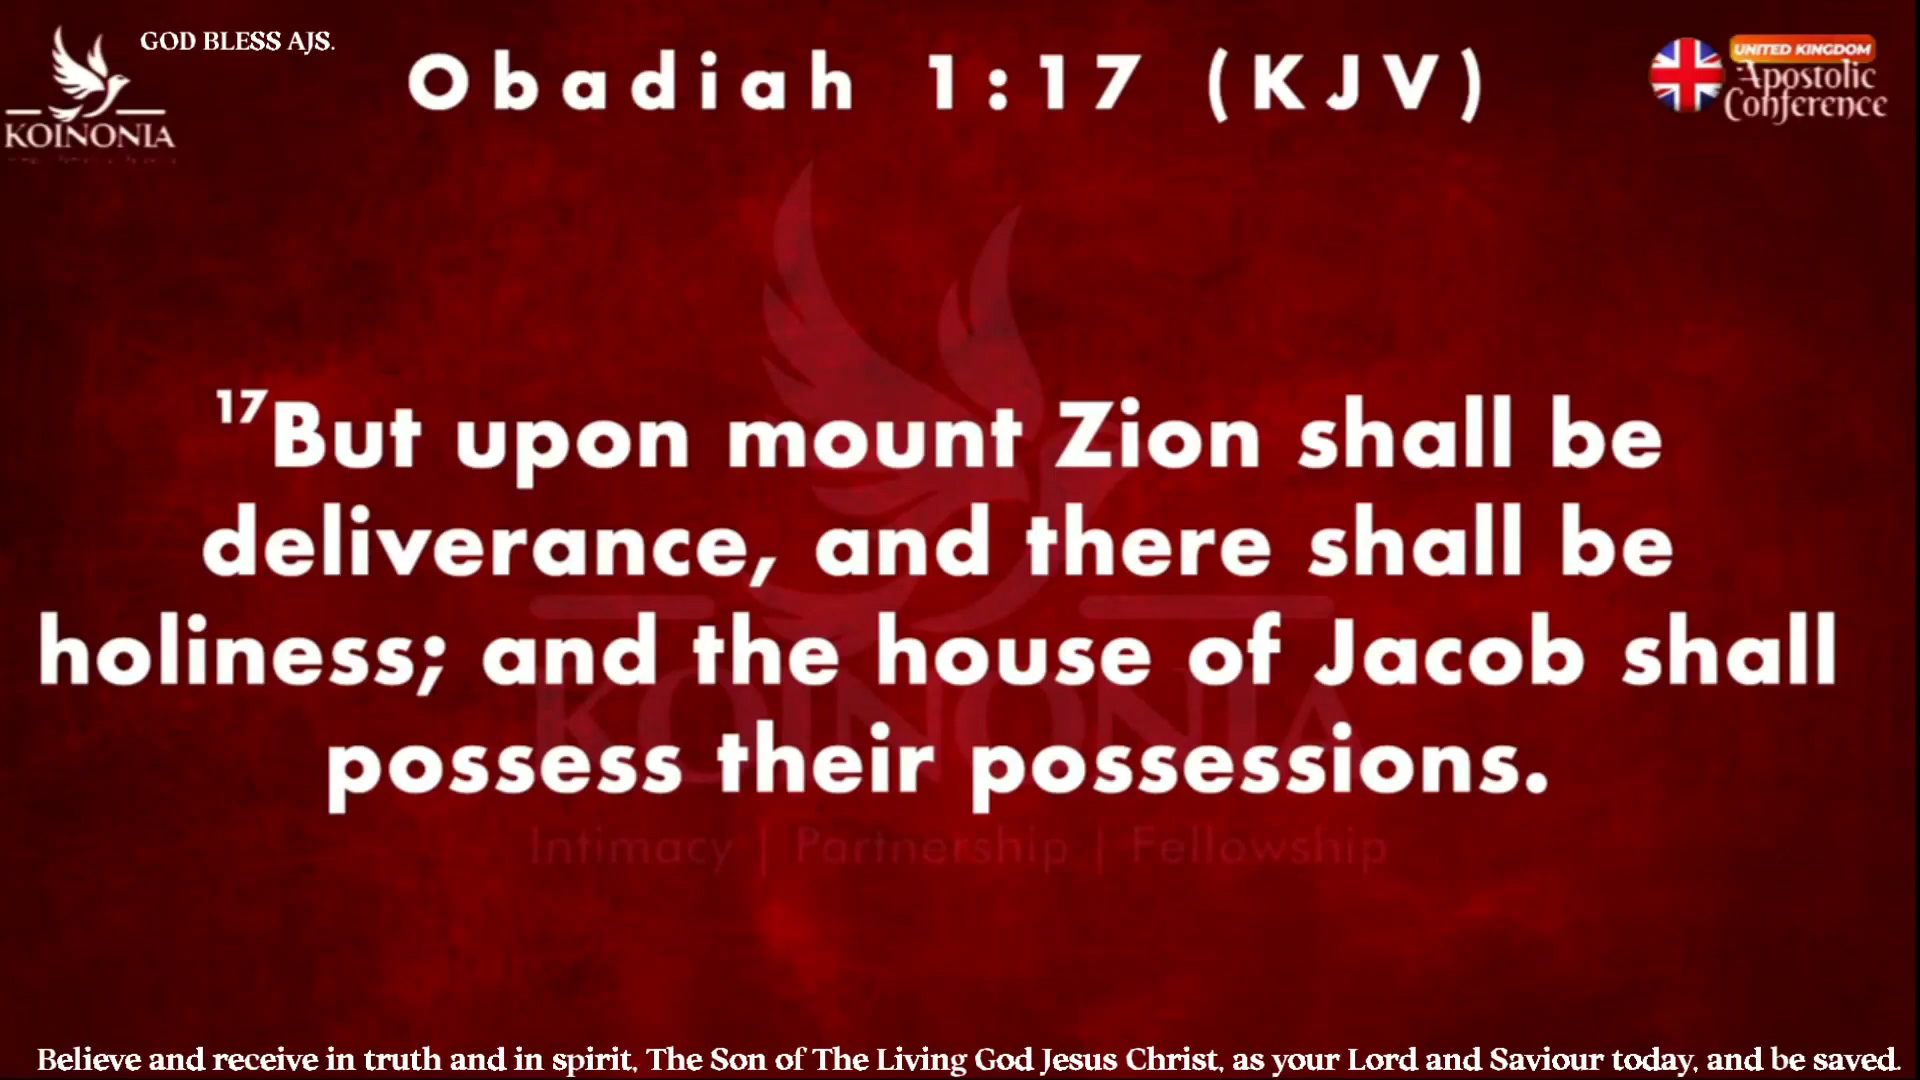 GOD BLESS AJS.
KOINONIA
Obadiah 1:17 (KJV)
UNITED KINGDOM
Apostolic
Conference
17But upon mount Zion shall be
deliverance, and there shall be
holiness; and the house of Jacob shall
possess their possessions.
KOINONIA
Intimacy | Partnership | Fellowship
Believe and receive in truth and in spirit, The Son of The Living God Jesus Christ, as your Lord and Saviour today, and be saved.